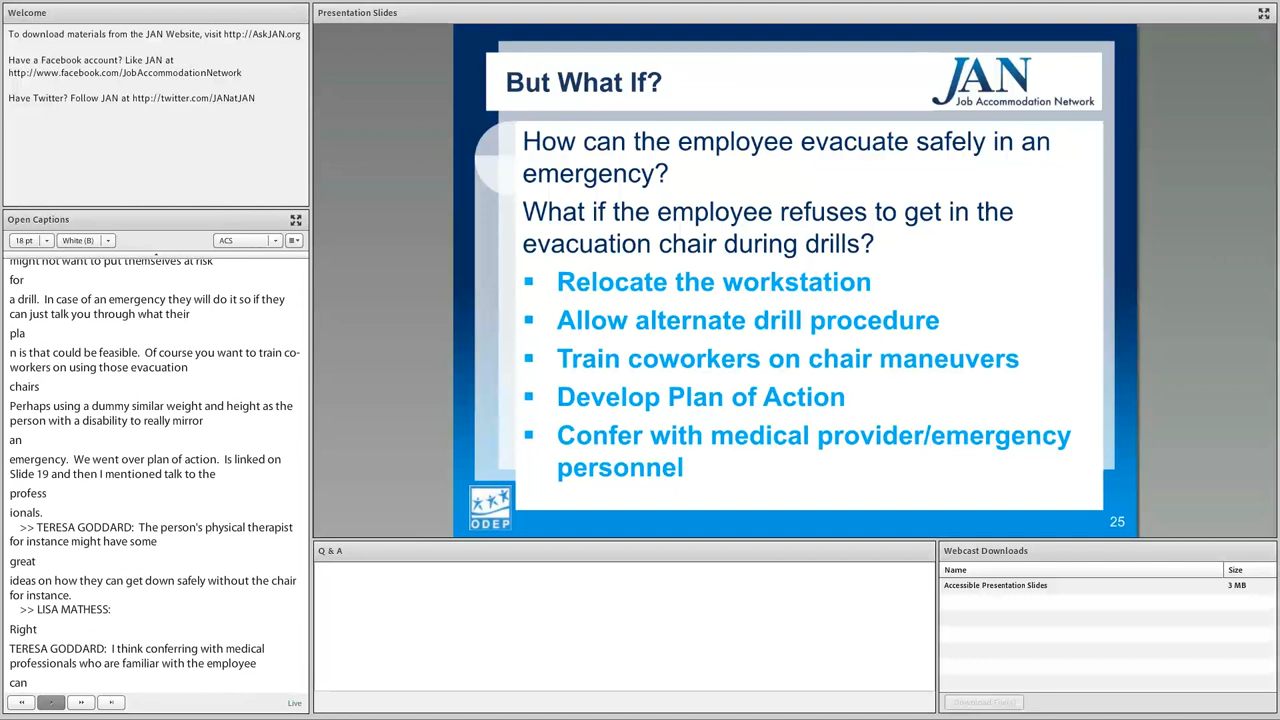 Welcome
To download materials from the JAN Website, visit http://AskJAN.org
Have a Facebook account? Like JAN at
http://www.facebook.com/JobAccommodationNetwork
Have Twitter? Follow JAN at http://twitter.com/JANatJAN
Open Captions
18 pt
White (B)
ACS
might not want to put themselves at risk
for
a drill. In case of an emergency they will do it so if they
can just talk you through what their
pla
n is that could be feasible. Of course you want to train co-
workers on using those evacuation
chairs
Perhaps using a dummy similar weight and height as the
person with a disability to really mirror
an
emergency. We went over plan of action. Is linked on
Slide 19 and then I mentioned talk to the
profess
ionals.
>> TERESA GODDARD: The person's physical therapist
for instance might have some
great
ideas on how they can get down safely without the chair
for instance.
>> LISA MATHESS:
Right
TERESA GODDARD: I think conferring with medical
professionals who are familiar with the employee
can
Live
Presentation Slides
But What If?
JAN
Job Accommodation Network
How can the employee evacuate safely in an
emergency?
What if the employee refuses to get in the
evacuation chair during drills?
▪ Relocate the workstation
▪ Allow alternate drill procedure
▪ Train coworkers on chair maneuvers
▪ Develop Plan of Action
▪ Confer with medical provider/emergency
personnel
ODEP
25
Q & A
Webcast Downloads
Name Size
Accessible Presentation Slides 3 MB
Download File(s)